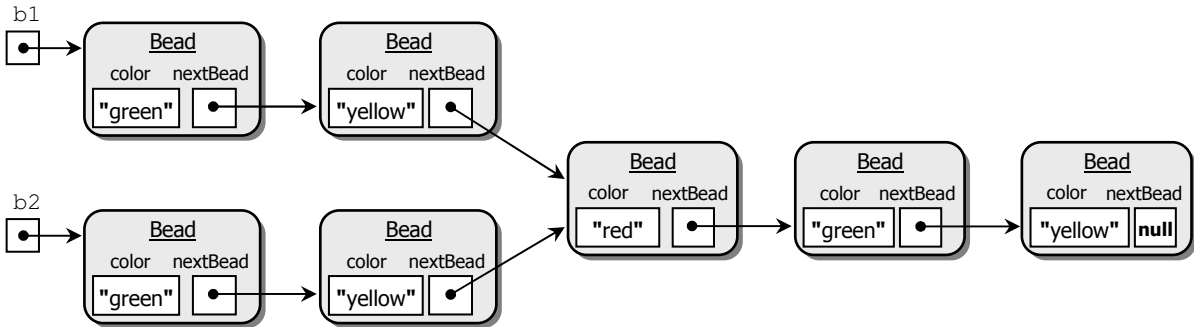 b1
Bead
color nextBead
"green"
Bead
color nextBead
"yellow"
Bead
color nextBead
"red"
Bead
color nextBead
"green"
Bead
color nextBead
"yellow" null
b2
Bead
color nextBead
"green"
Bead
color nextBead
"yellow"